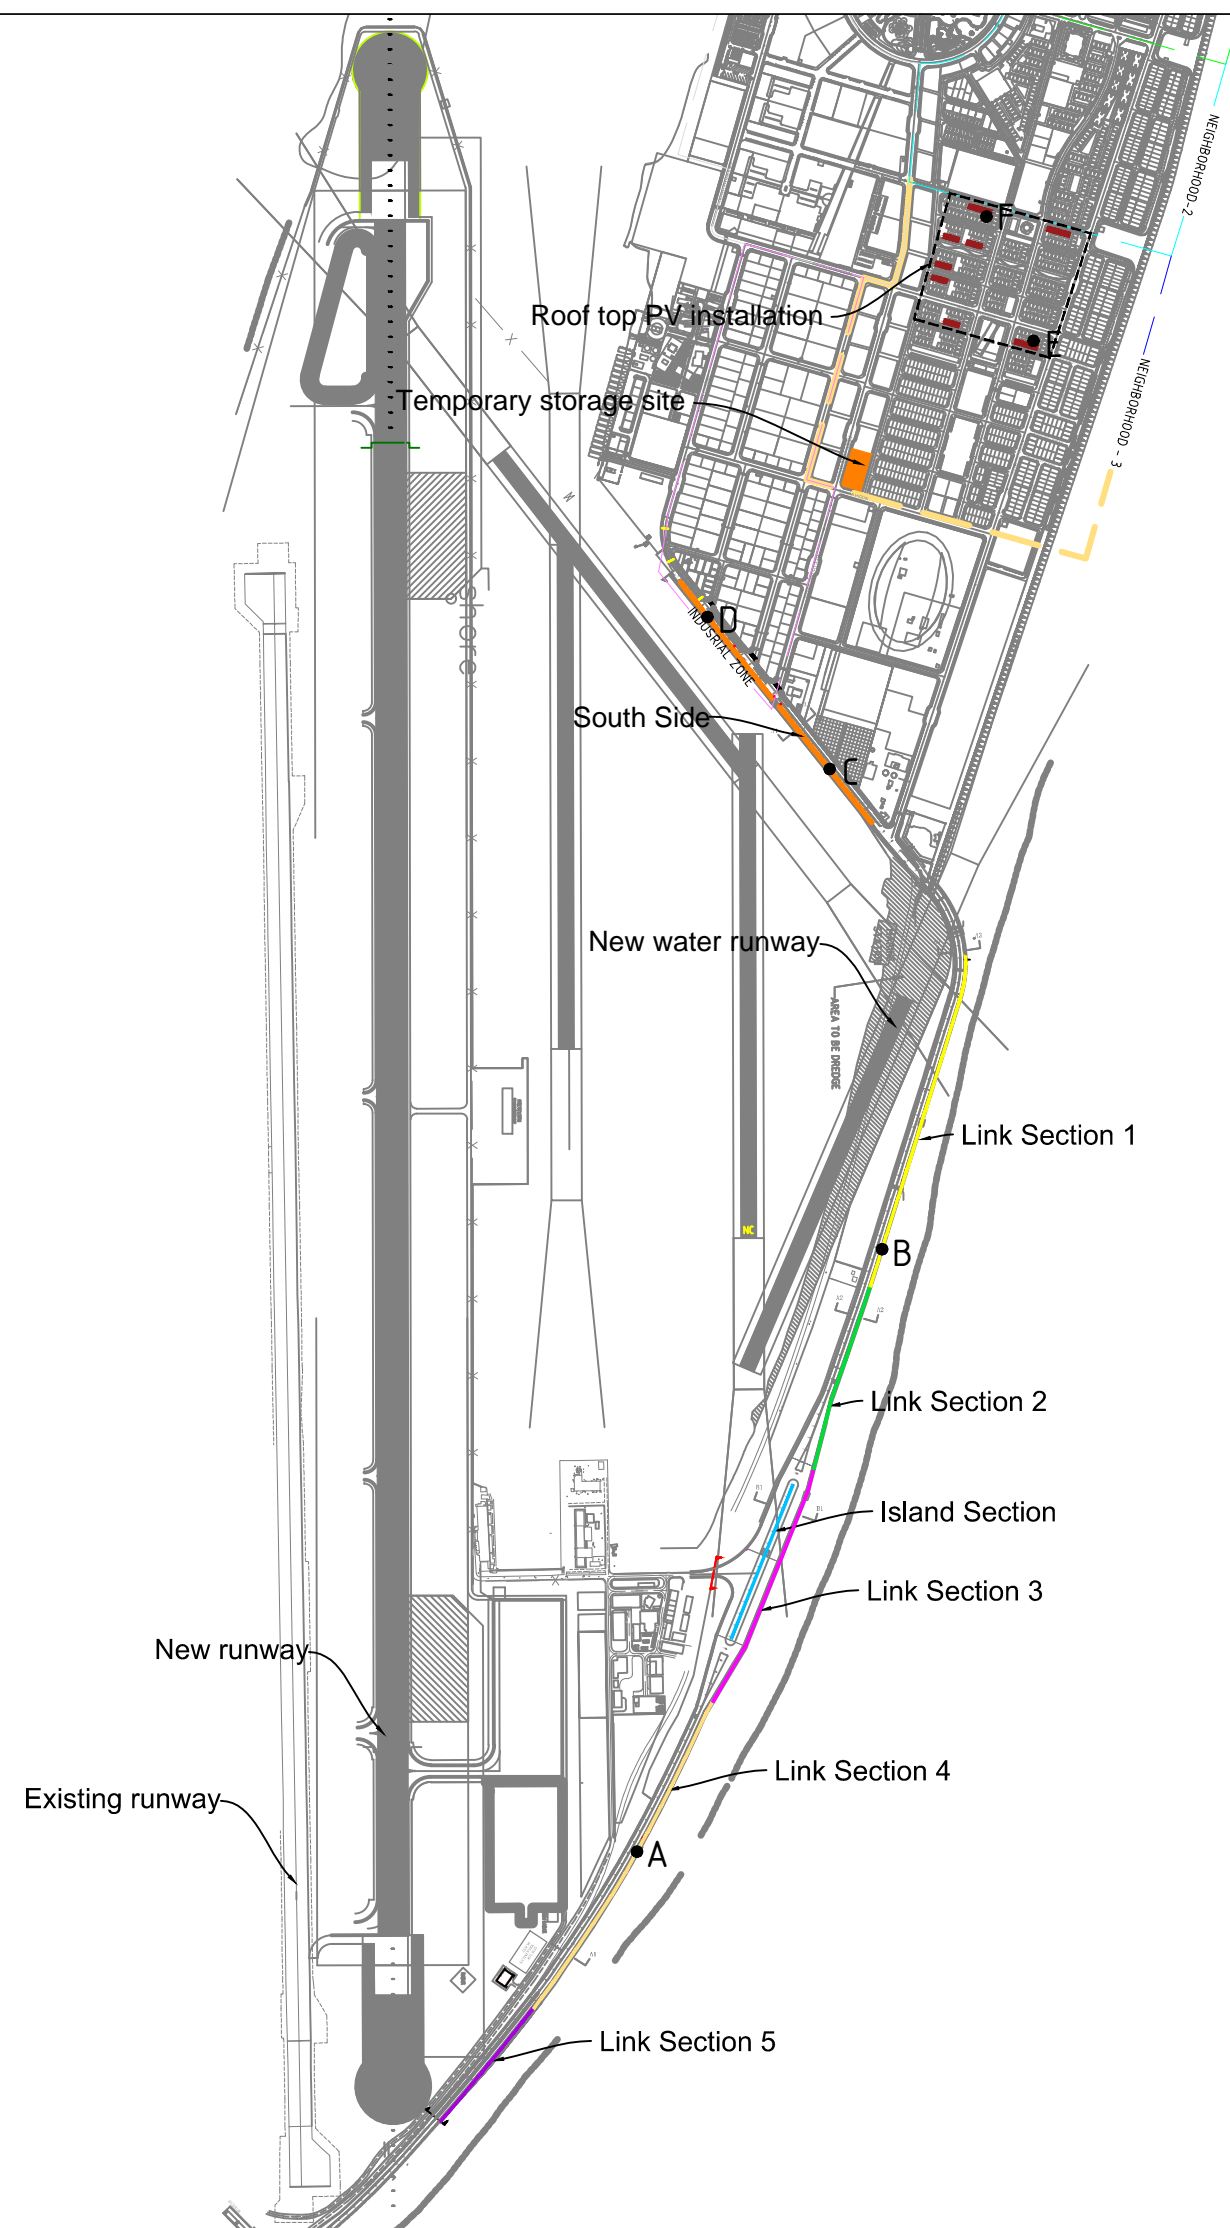 NEIGHBORHOOD-2
F
Roof top PV installation
E
NEIGHBORHOOD - 3
Temporary storage site
shore
D
INDUSRIAL ZONE
South Side
C
New water runway
AREA TO BE DREDGE
Link Section 1
NC
B
Link Section 2
Island Section
Link Section 3
New runway
Link Section 4
Existing runway
A
Link Section 5